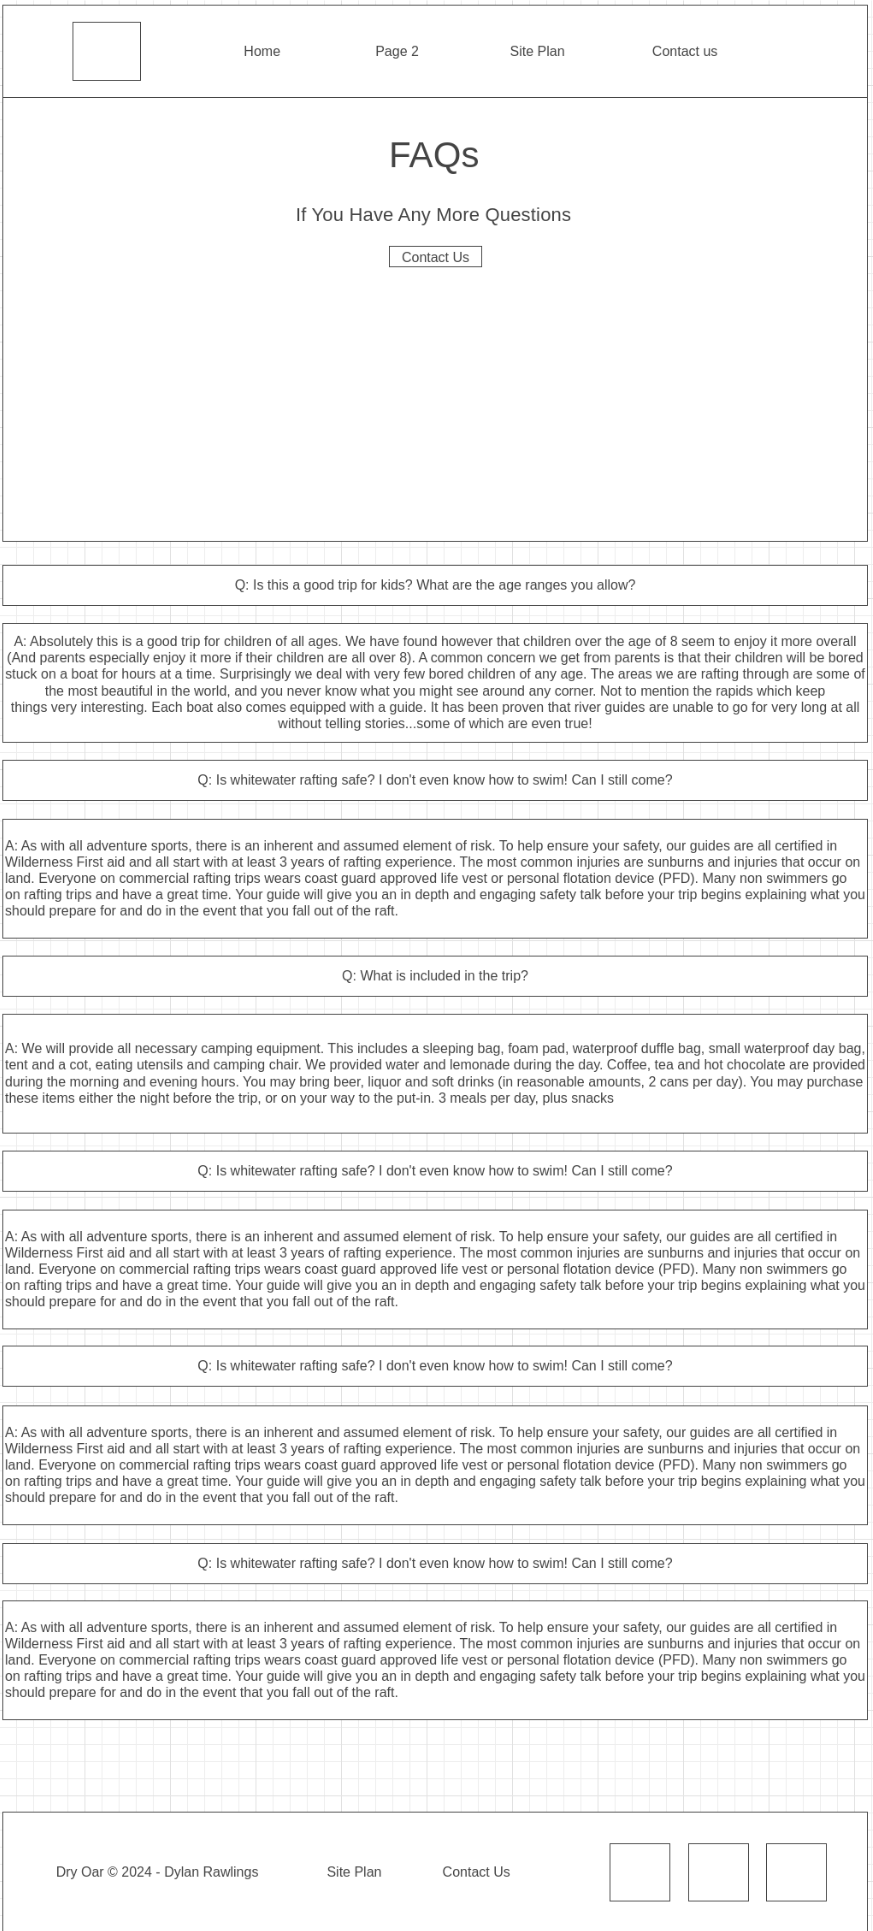 Home Page 2 Site Plan Contact us
FAQs
If You Have Any More Questions
Contact Us
Q: Is this a good trip for kids? What are the age ranges you allow?
A: Absolutely this is a good trip for children of all ages. We have found however that children over the age of 8 seem to enjoy it more overall
(And parents especially enjoy it more if their children are all over 8). A common concern we get from parents is that their children will be bored
stuck on a boat for hours at a time. Surprisingly we deal with very few bored children of any age. The areas we are rafting through are some of
the most beautiful in the world, and you never know what you might see around any corner. Not to mention the rapids which keep
things very interesting. Each boat also comes equipped with a guide. It has been proven that river guides are unable to go for very long at all
without telling stories...some of which are even true!
Q: Is whitewater rafting safe? I don't even know how to swim! Can I still come?
A: As with all adventure sports, there is an inherent and assumed element of risk. To help ensure your safety, our guides are all certified in
Wilderness First aid and all start with at least 3 years of rafting experience. The most common injuries are sunburns and injuries that occur on
land. Everyone on commercial rafting trips wears coast guard approved life vest or personal flotation device (PFD). Many non swimmers go
on rafting trips and have a great time. Your guide will give you an in depth and engaging safety talk before your trip begins explaining what you
should prepare for and do in the event that you fall out of the raft.
Q: What is included in the trip?
A: We will provide all necessary camping equipment. This includes a sleeping bag, foam pad, waterproof duffle bag, small waterproof day bag,
tent and a cot, eating utensils and camping chair. We provided water and lemonade during the day. Coffee, tea and hot chocolate are provided
during the morning and evening hours. You may bring beer, liquor and soft drinks (in reasonable amounts, 2 cans per day). You may purchase
these items either the night before the trip, or on your way to the put-in. 3 meals per day, plus snacks
Q: Is whitewater rafting safe? I don't even know how to swim! Can I still come?
A: As with all adventure sports, there is an inherent and assumed element of risk. To help ensure your safety, our guides are all certified in
Wilderness First aid and all start with at least 3 years of rafting experience. The most common injuries are sunburns and injuries that occur on
land. Everyone on commercial rafting trips wears coast guard approved life vest or personal flotation device (PFD). Many non swimmers go
on rafting trips and have a great time. Your guide will give you an in depth and engaging safety talk before your trip begins explaining what you
should prepare for and do in the event that you fall out of the raft.
Q: Is whitewater rafting safe? I don't even know how to swim! Can I still come?
A: As with all adventure sports, there is an inherent and assumed element of risk. To help ensure your safety, our guides are all certified in
Wilderness First aid and all start with at least 3 years of rafting experience. The most common injuries are sunburns and injuries that occur on
land. Everyone on commercial rafting trips wears coast guard approved life vest or personal flotation device (PFD). Many non swimmers go
on rafting trips and have a great time. Your guide will give you an in depth and engaging safety talk before your trip begins explaining what you
should prepare for and do in the event that you fall out of the raft.
Q: Is whitewater rafting safe? I don't even know how to swim! Can I still come?
A: As with all adventure sports, there is an inherent and assumed element of risk. To help ensure your safety, our guides are all certified in
Wilderness First aid and all start with at least 3 years of rafting experience. The most common injuries are sunburns and injuries that occur on
land. Everyone on commercial rafting trips wears coast guard approved life vest or personal flotation device (PFD). Many non swimmers go
on rafting trips and have a great time. Your guide will give you an in depth and engaging safety talk before your trip begins explaining what you
should prepare for and do in the event that you fall out of the raft.
Dry Oar © 2024 - Dylan Rawlings Site Plan Contact Us